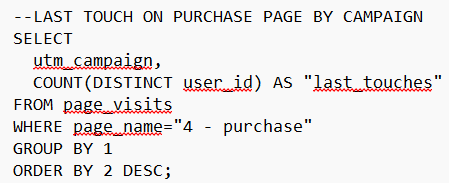 --LAST TOUCH ON PURCHASE PAGE BY CAMPAIGN
SELECT
  utm_campaign,
  COUNT(DISTINCT user_id) AS "last_touches"
FROM page_visits
WHERE page_name="4 - purchase"
GROUP BY 1
ORDER BY 2 DESC;